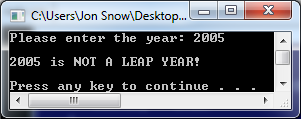 C:\Users\Jon Snow\Desktop...
Please enter the year: 2005
2005 is NOT A LEAP YEAR!
Press any key to continue . . .